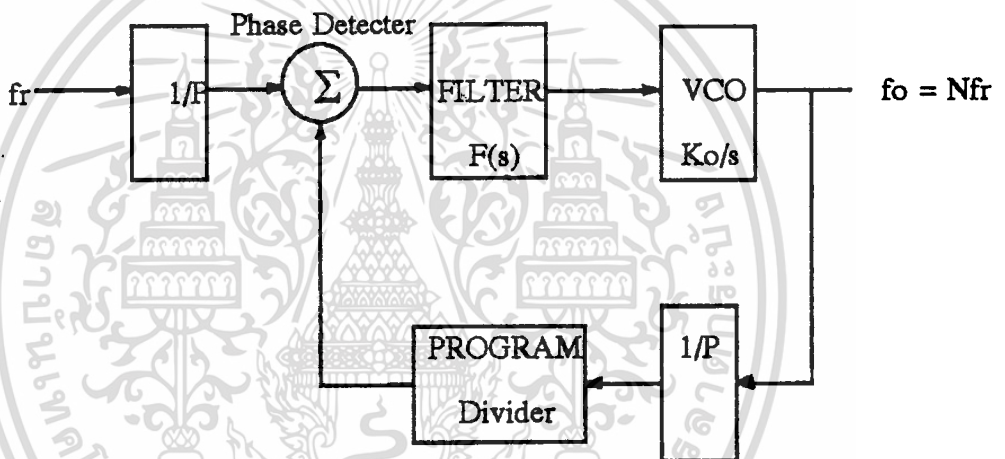 Phase Detecter
fr
1/P
Σ
FILTER
F(s)
VCO
Ko/s
fo = Nfr
PROGRAM
Divider
1/P